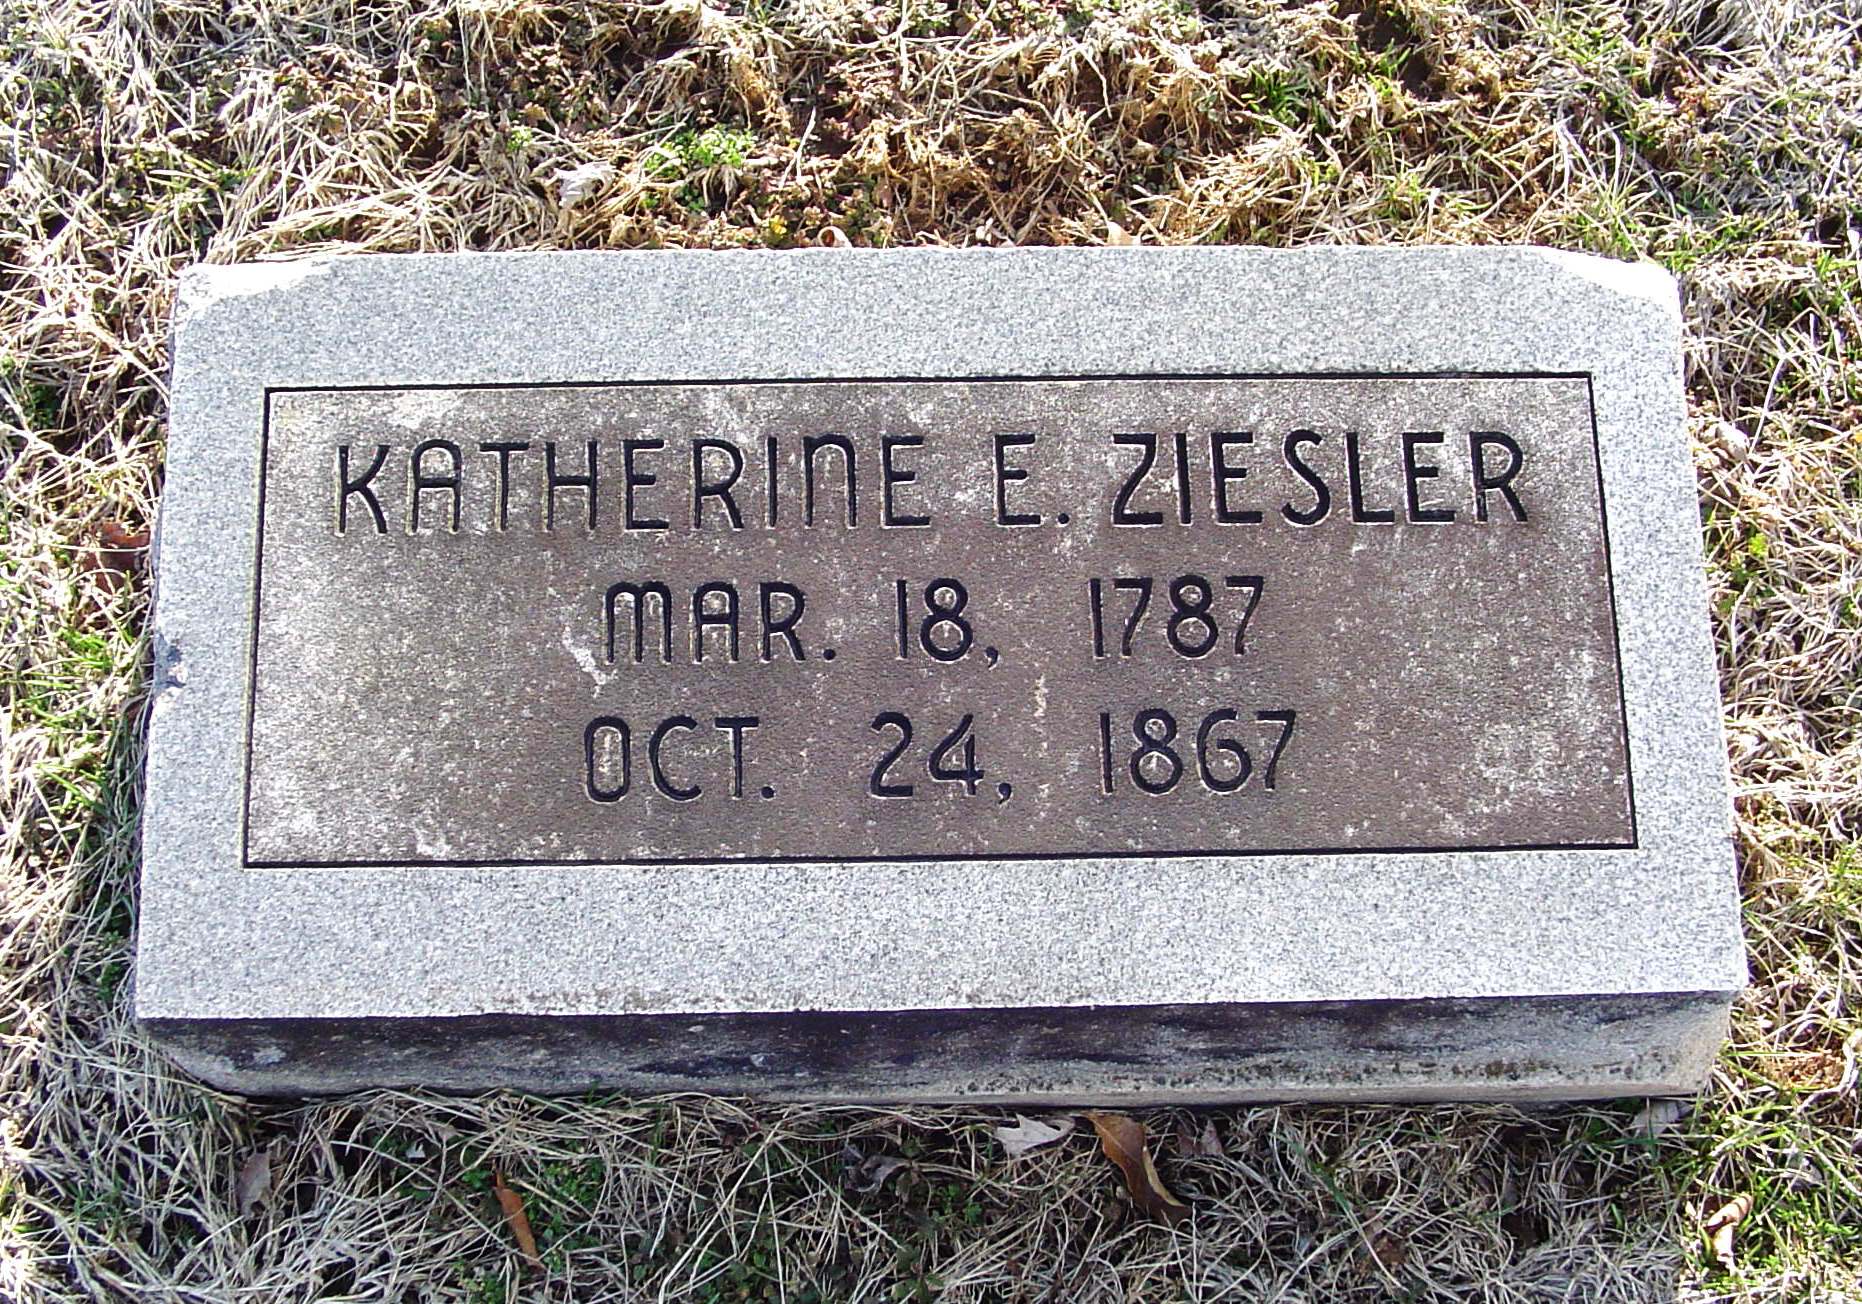 KATHERINE E. ZIESLER
MAR. 18, 1787
OCT. 24, 1867